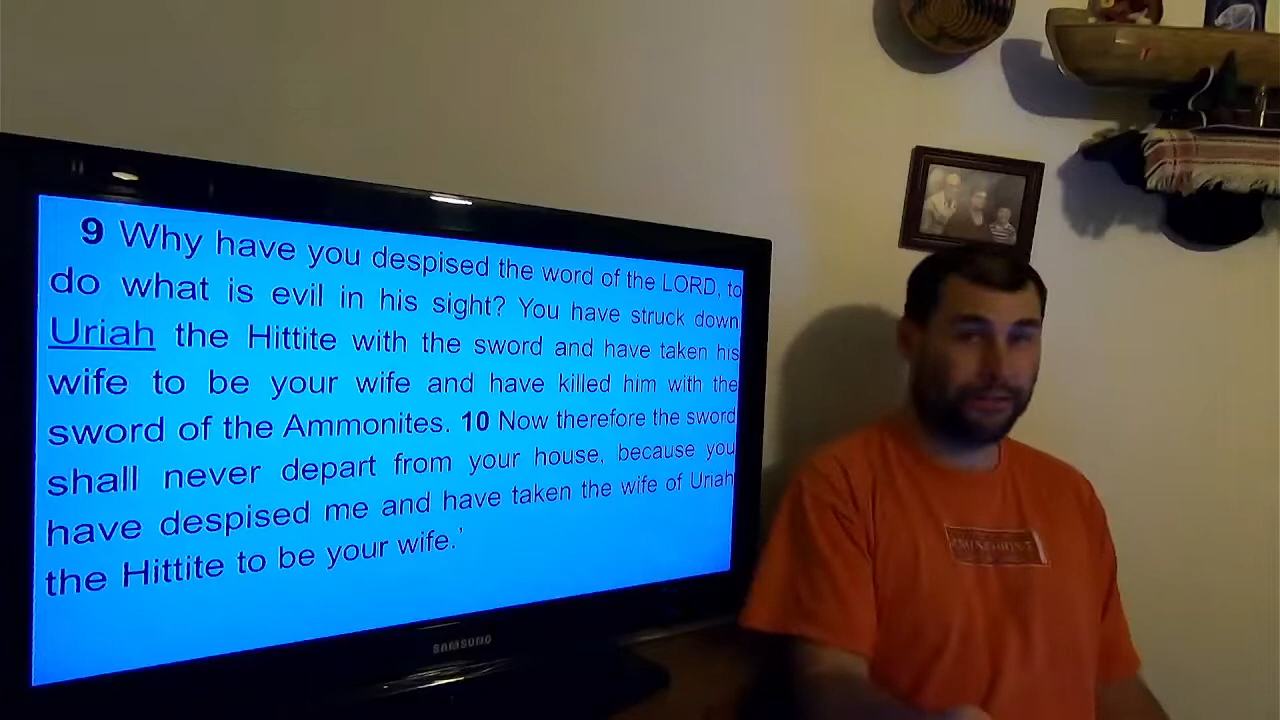 9 Why have you despised the word of the LORD, to
do what is evil in his sight? You have struck down
Uriah the Hittite with the sword and have taken his
wife to be your wife and have killed him with the
sword of the Ammonites. 10 Now therefore the sword
shall never depart from your house, because you
have despised me and have taken the wife of Uriah
the Hittite to be your wife.'
SAMSUNG